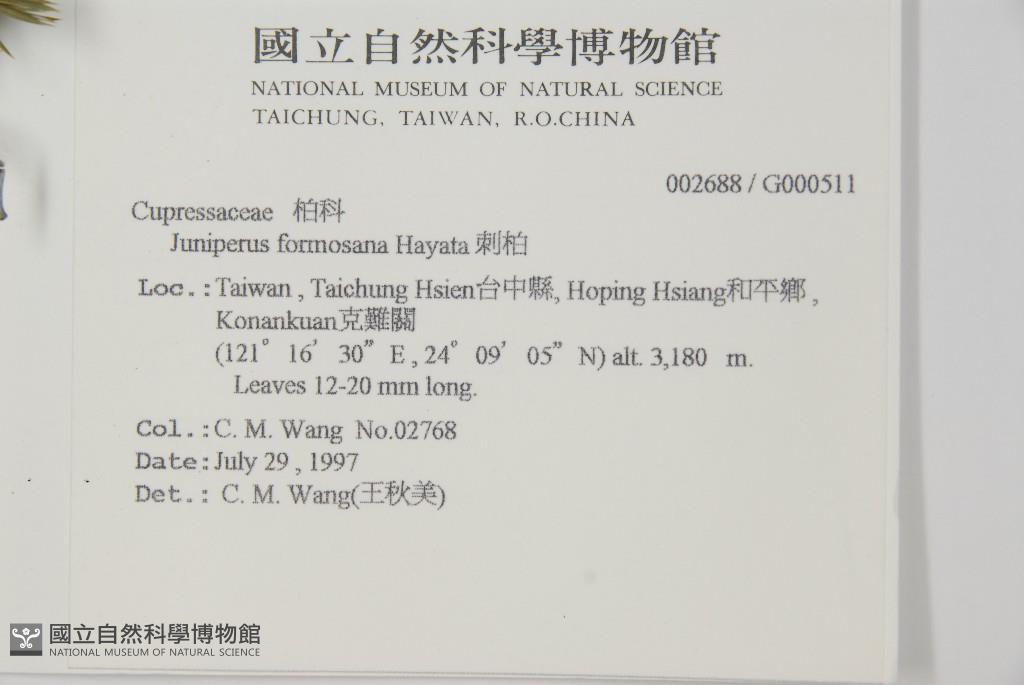 國立自然科學博物館
NATIONAL MUSEUM OF NATURAL SCIENCE
TAICHUNG, TAIWAN, R.O.CHINA
002688 / G000511
Cupressaceae 柏科
Juniperus formosana Hayata 刺柏
Loc.:Taiwan , Taichung Hsien台中縣, Hoping Hsiang和平鄉 ,
Konankuan克難關
(121° 16' 30" E , 24° 09' 05" N) alt. 3,180 m.
Leaves 12-20 mm long.
Col.:C. M. Wang No.02768
Date:July 29 , 1997
Det.: C. M. Wang(王秋美)
國立自然科學博物館
NATIONAL MUSEUM OF NATURAL SCIENCE